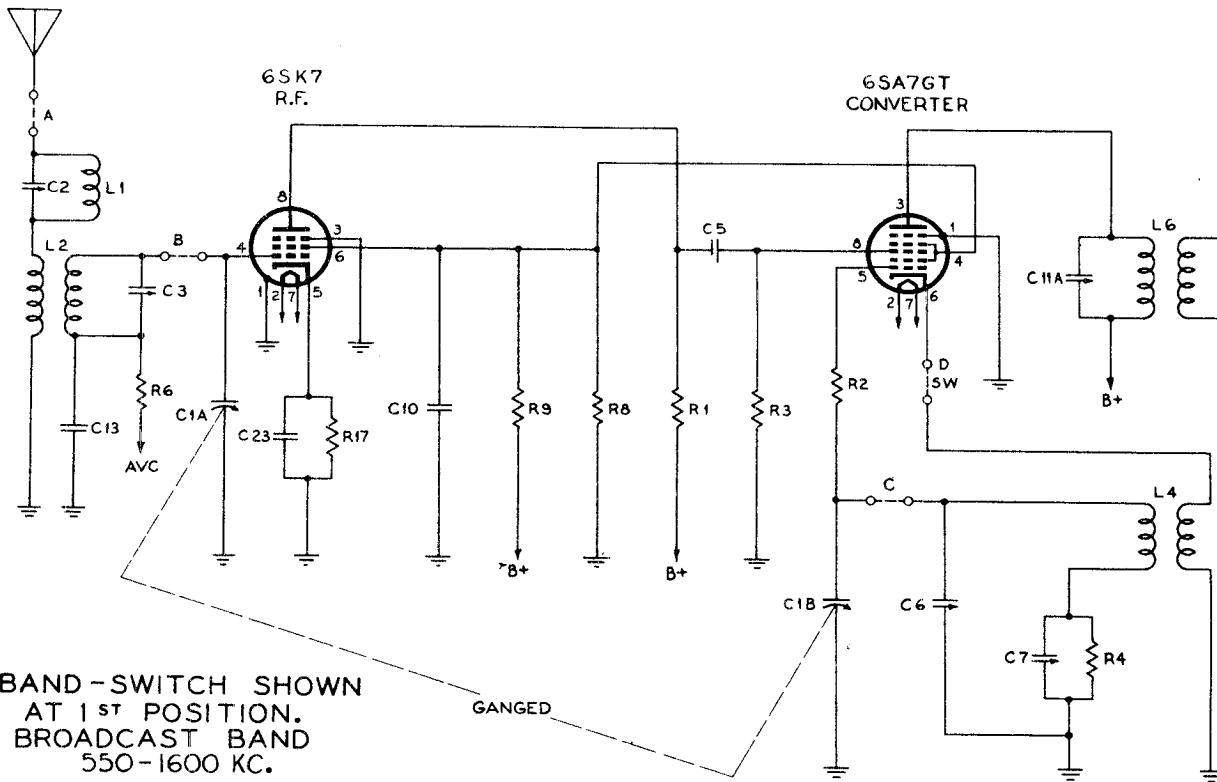 6SK7
R.F.
6SA7GT
CONVERTER
A
C2
L1
8
3
C5
L2
B
4
3
6
8
1
4
L6
C3
1
2
7
5
5
2
7
6
C11A
R6
C1A
C13
AVC
C23
R17
C10
R9
R8
R1
R3
R2
D
SW
B+
C
L4
B+
B+
C1B
C6
C7
R4
GANGED
BAND-SWITCH SHOWN
AT 1ST POSITION.
BROADCAST BAND
550-1600 KC.